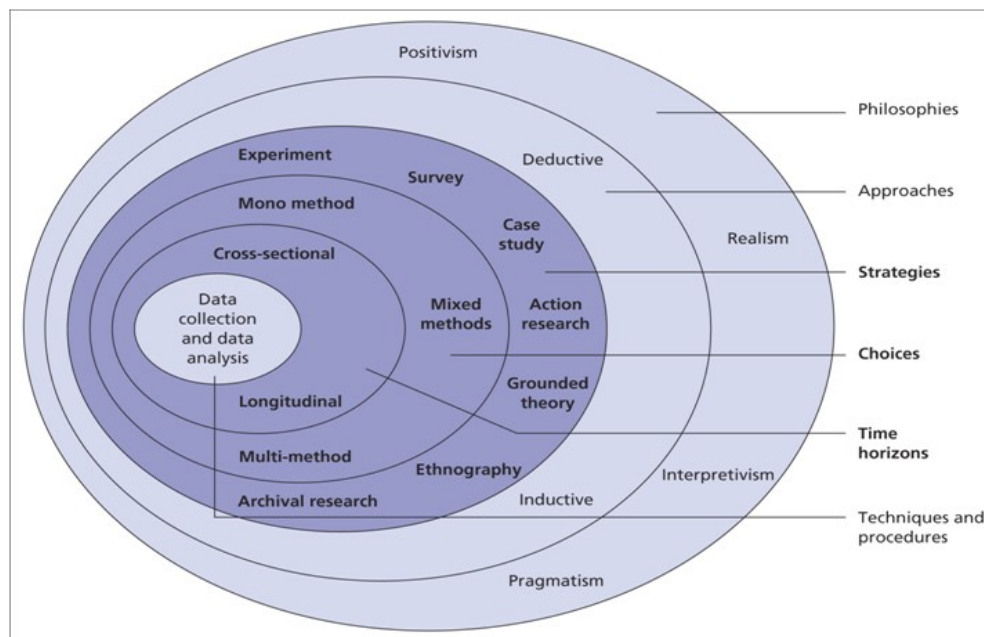 Positivism
Philosophies
Experiment
Deductive
Survey
Approaches
Mono method
Case
study
Realism
Cross-sectional
Strategies
Data
collection
and data
analysis
Mixed
methods
Action
research
Choices
Grounded
theory
Longitudinal
Time
horizons
Multi-method
Ethnography
Interpretivism
Archival research
Inductive
Techniques and
procedures
Pragmatism